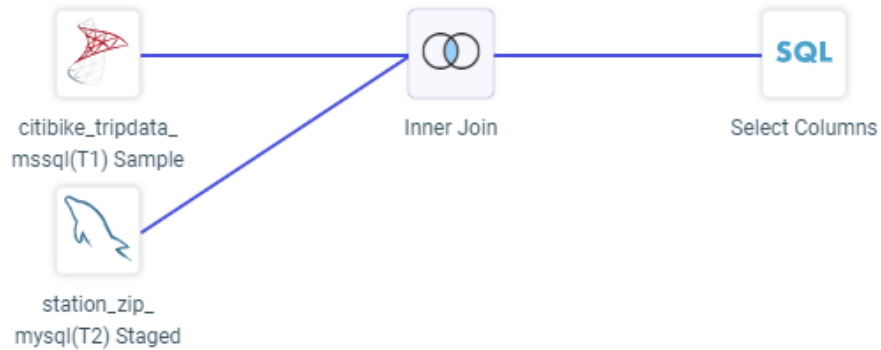 SQL
citibike_tripdata_
mssql(T1) Sample
Inner Join
Select Columns
station_zip_
mysql(T2) Staged